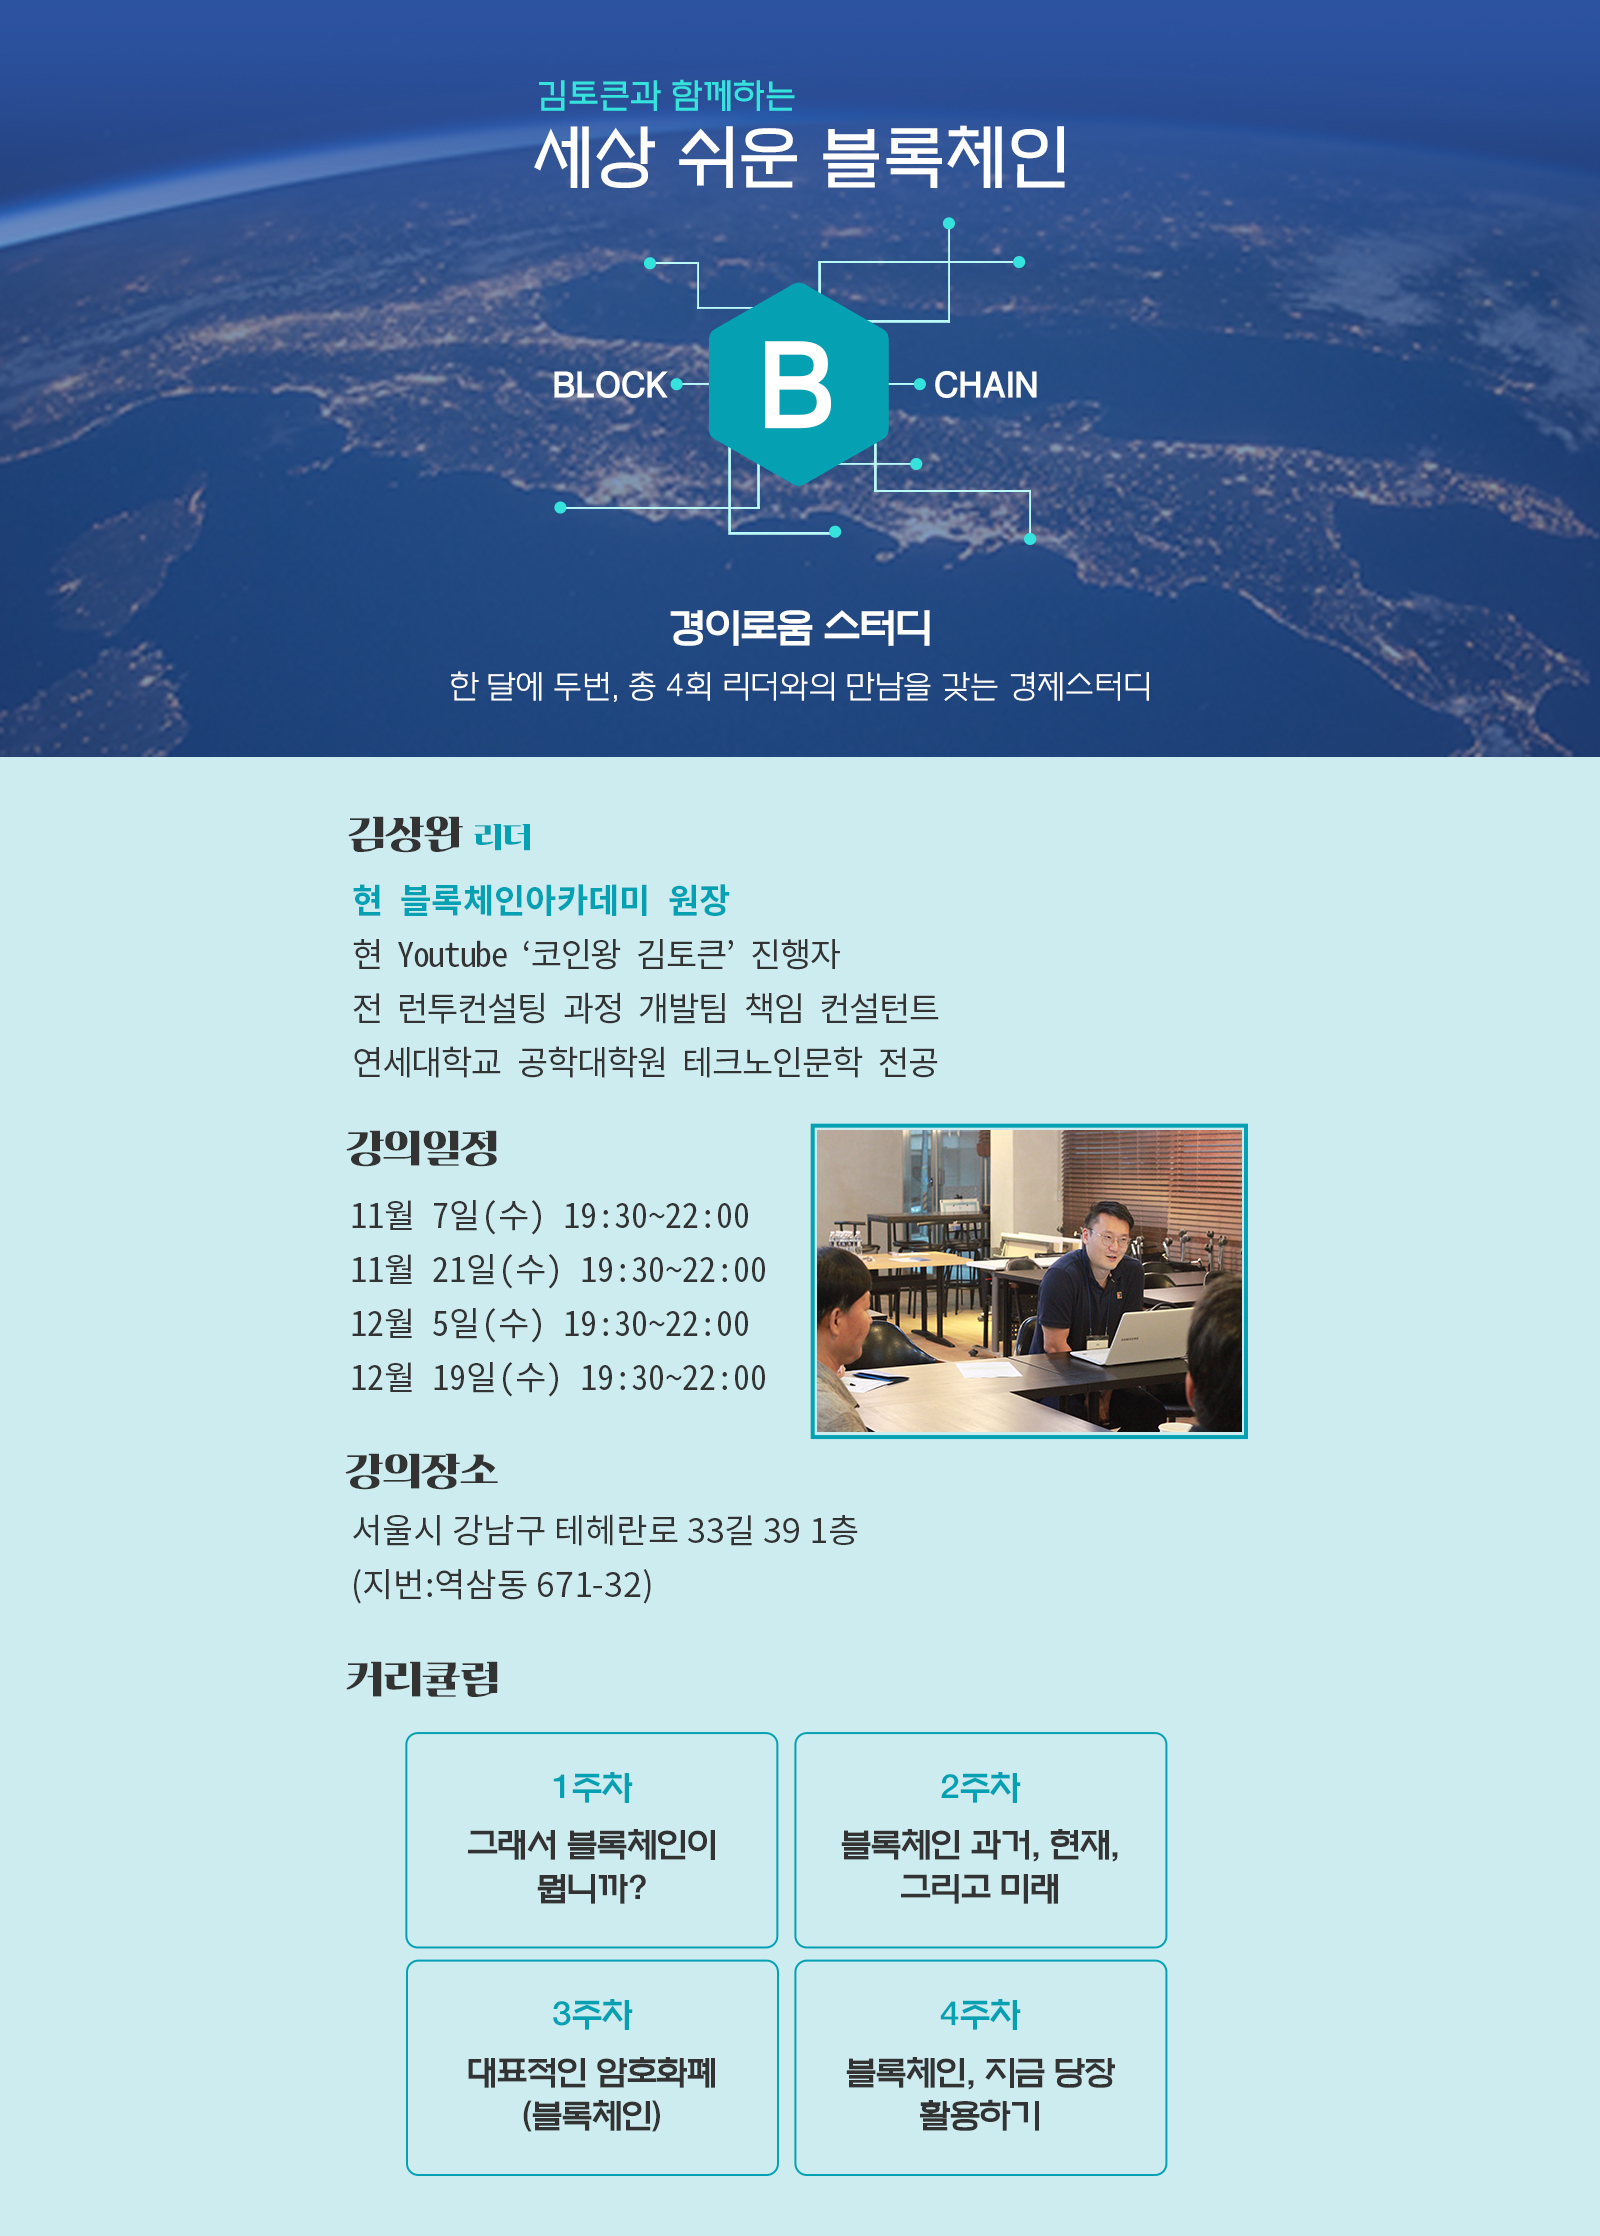 김토큰과 함께하는
세상 쉬운 블록체인
BLOCK
B
CHAIN
경이로움 스터디
한 달에 두번, 총 4회 리더와의 만남을 갖는 경제스터디
김상완 리더
현 블록체인아카데미 원장
현 Youtube ‘코인왕 김토큰’ 진행자
전 런투컨설팅 과정 개발팀 책임 컨설턴트
연세대학교 공학대학원 테크노인문학 전공
강의일정
11월 7일(수) 19:30~22:00
11월 21일(수) 19:30~22:00
12월 5일(수) 19:30~22:00
12월 19일(수) 19:30~22:00
강의장소
서울시 강남구 테헤란로 33길 39 1층
(지번:역삼동 671-32)
커리큘럼
1주차
그래서 블록체인이
뭡니까?
2주차
블록체인 과거, 현재,
그리고 미래
3주차
대표적인 암호화폐
(블록체인)
4주차
블록체인, 지금 당장
활용하기